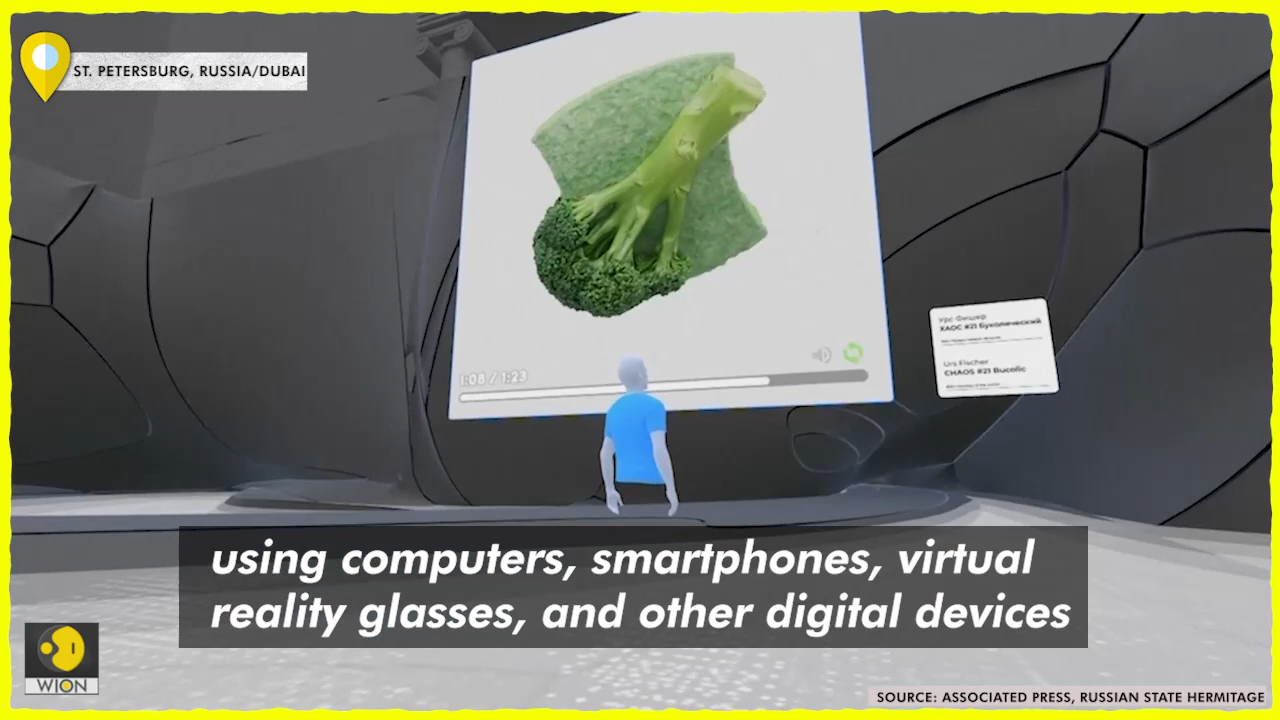 ST. PETERSBURG, RUSSIA/DUBAI
1:08 / 1:23
Урс Фишер
ХАОС #21 Буколический
Urs Fischer
CHAOS #21 Bucolic
using computers, smartphones, virtual
reality glasses, and other digital devices
WION
SOURCE: ASSOCIATED PRESS, RUSSIAN STATE HERMITAGE